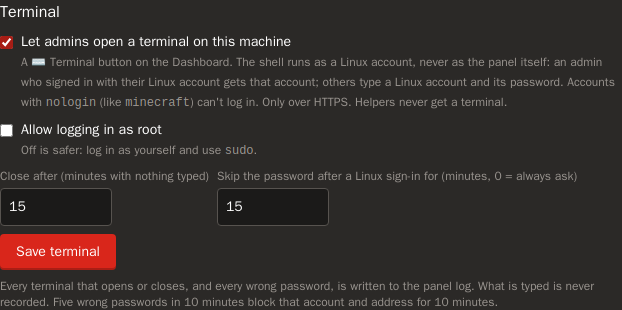 Terminal
Let admins open a terminal on this machine
A ⌨️ Terminal button on the Dashboard. The shell runs as a Linux account, never as the panel itself: an admin
who signed in with their Linux account gets that account; others type a Linux account and its password. Accounts
with nologin (like minecraft) can't log in. Only over HTTPS. Helpers never get a terminal.
Allow logging in as root
Off is safer: log in as yourself and use sudo.
Close after (minutes with nothing typed) Skip the password after a Linux sign-in for (minutes, 0 = always ask)
15 15
Save terminal
Every terminal that opens or closes, and every wrong password, is written to the panel log. What is typed is never
recorded. Five wrong passwords in 10 minutes block that account and address for 10 minutes.